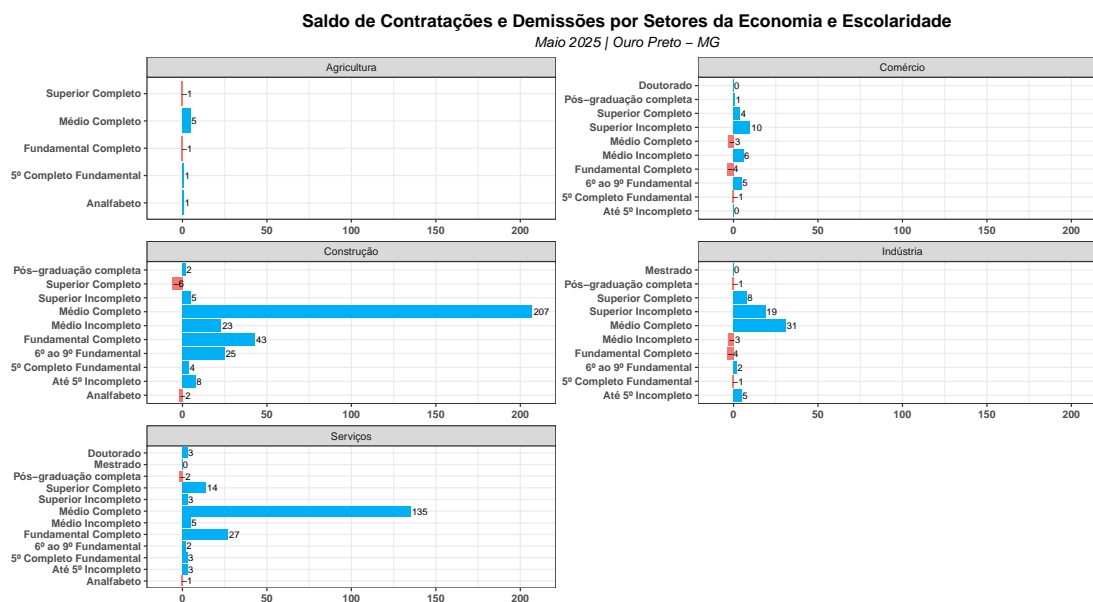 Saldo de Contratações e Demissões por Setores da Economia e Escolaridade
Maio 2025 | Ouro Preto – MG
Agricultura
Superior Completo −1
Médio Completo 5
Fundamental Completo −1
5º Completo Fundamental 1
Analfabeto 1
0 50 100 150 200
Comércio
Doutorado 0
Pós−graduação completa 1
Superior Completo 4
Superior Incompleto 10
Médio Completo −3
Médio Incompleto 6
Fundamental Completo −4
6º ao 9º Fundamental 5
5º Completo Fundamental −1
Até 5º Incompleto 0
0 50 100 150 200
Construção
Pós−graduação completa 2
Superior Completo −6
Superior Incompleto 5
Médio Completo 207
Médio Incompleto 23
Fundamental Completo 43
6º ao 9º Fundamental 25
5º Completo Fundamental 4
Até 5º Incompleto 8
Analfabeto −2
0 50 100 150 200
Indústria
Mestrado 0
Pós−graduação completa −1
Superior Completo 8
Superior Incompleto 19
Médio Completo 31
Médio Incompleto −3
Fundamental Completo −4
6º ao 9º Fundamental 2
5º Completo Fundamental −1
Até 5º Incompleto 5
0 50 100 150 200
Serviços
Doutorado 3
Mestrado 0
Pós−graduação completa −2
Superior Completo 14
Superior Incompleto 3
Médio Completo 135
Médio Incompleto 5
Fundamental Completo 27
6º ao 9º Fundamental 2
5º Completo Fundamental 3
Até 5º Incompleto 3
Analfabeto −1
0 50 100 150 200